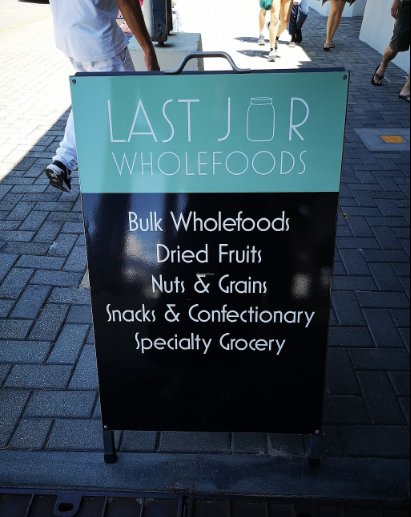 LAST JAR
WHOLEFOODS
Bulk Wholefoods
Dried Fruits
Nuts & Grains
Snacks & Confectionary
Specialty Grocery